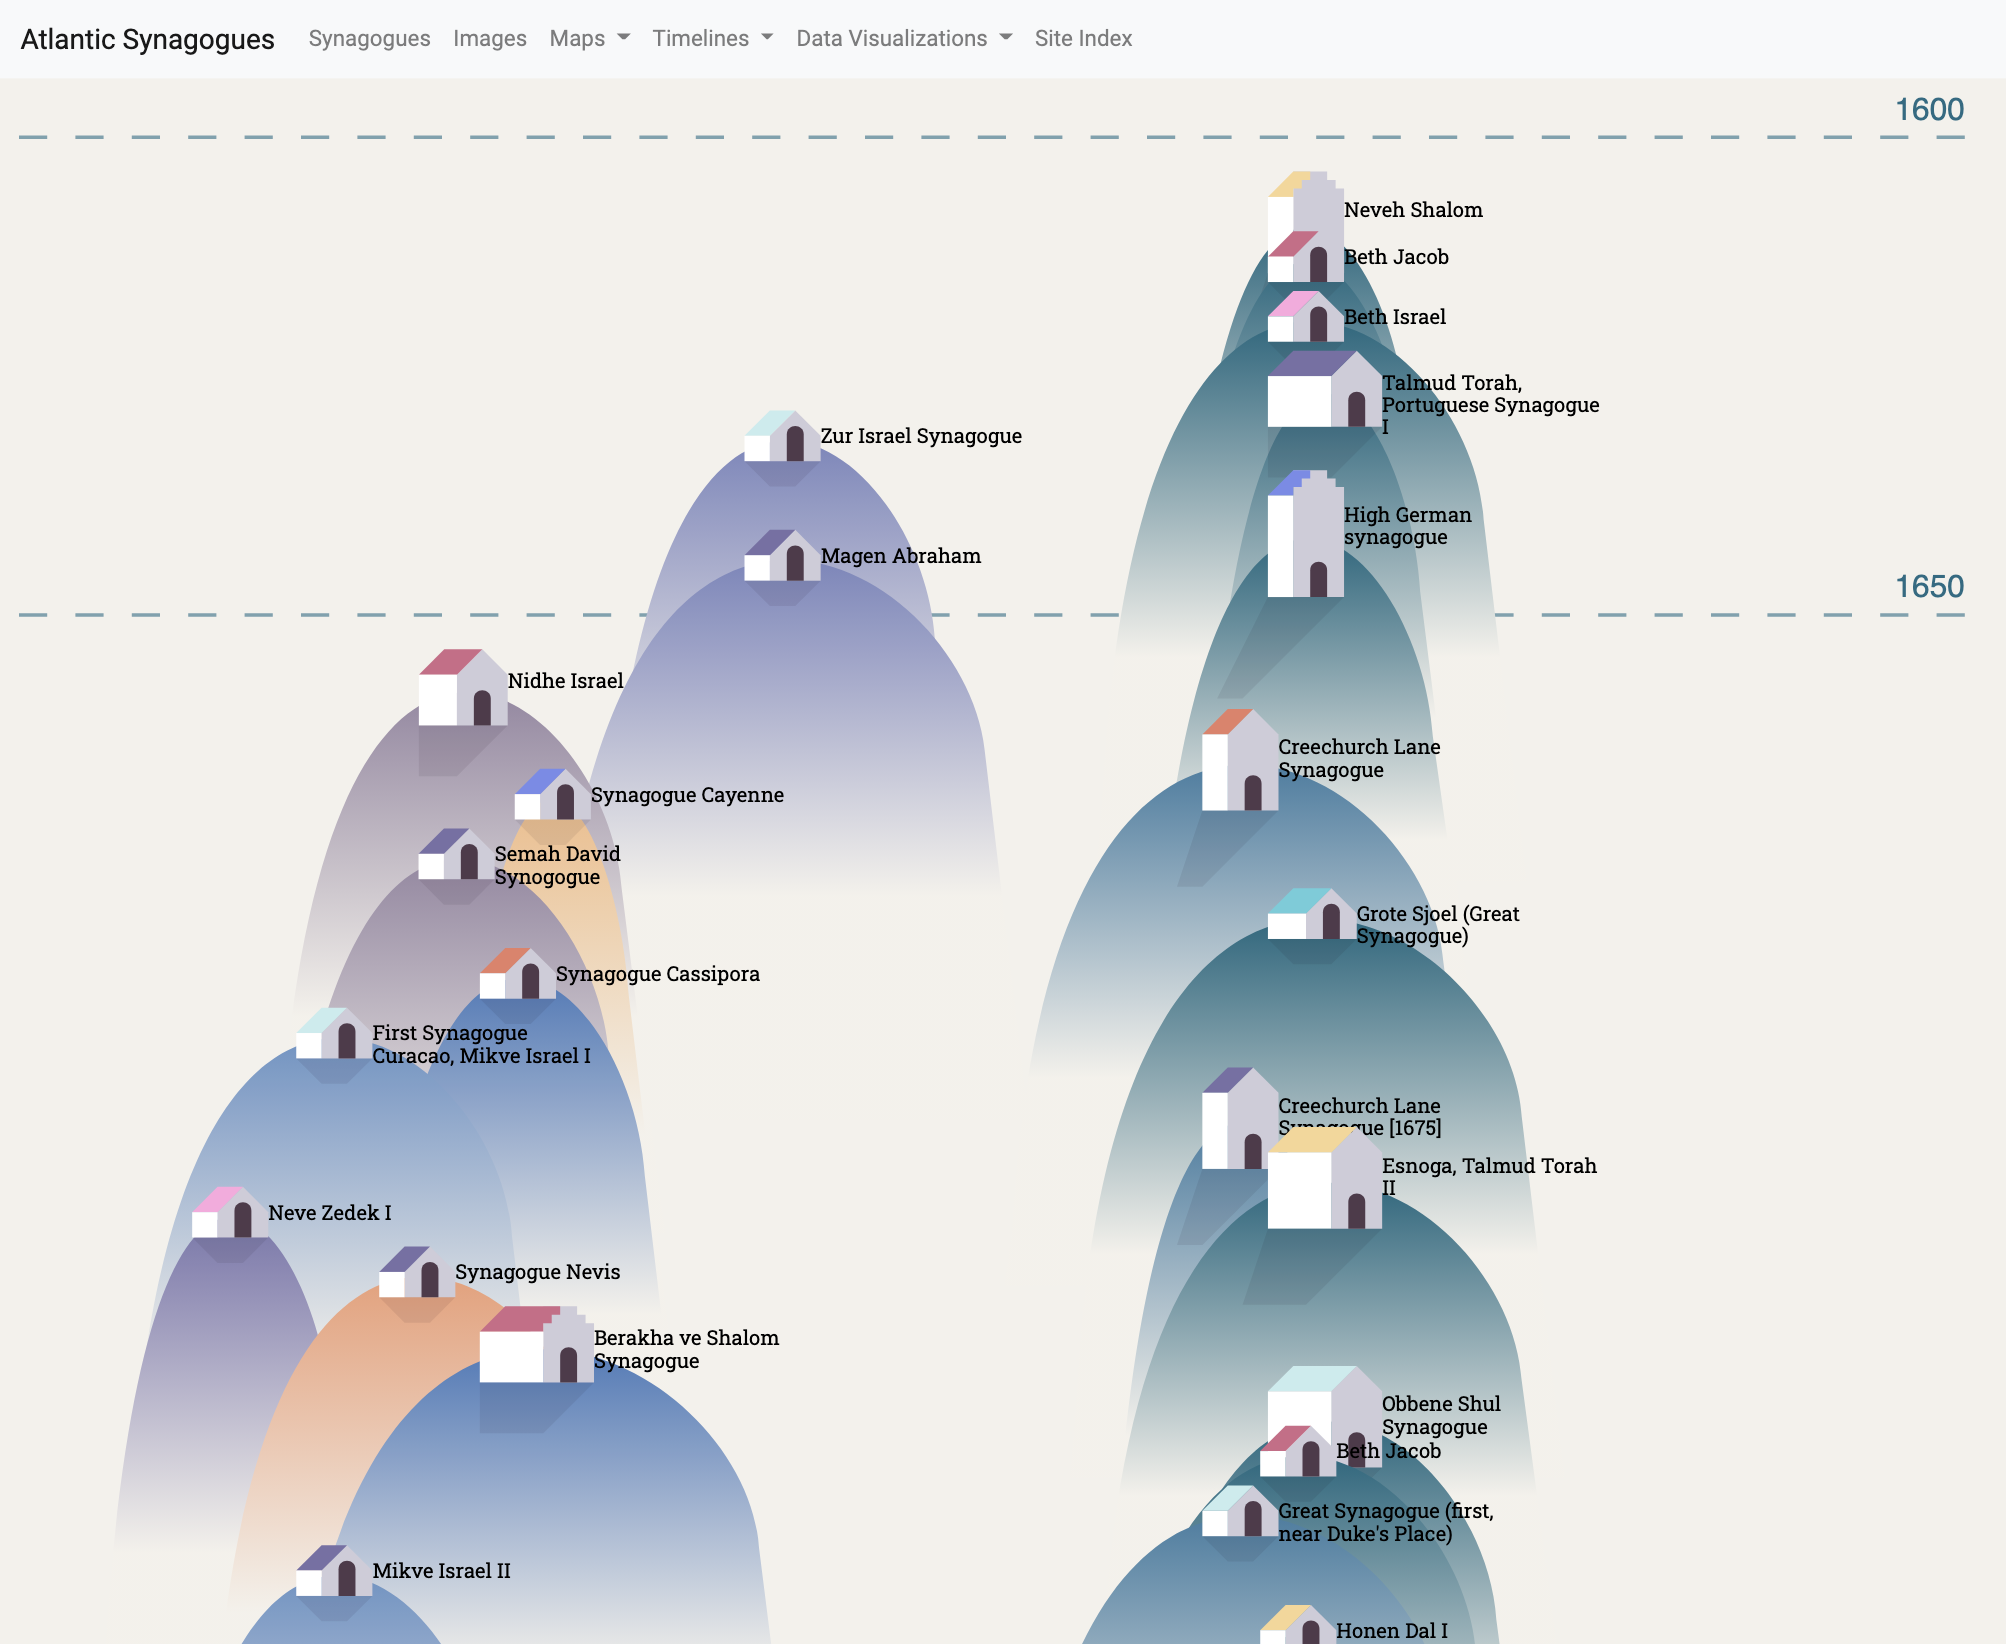 Atlantic Synagogues Synagogues Images Maps Timelines Data Visualizations Site Index
1600
Neveh Shalom
Beth Jacob
Beth Israel
Talmud Torah,
Portuguese Synagogue
I
Zur Israel Synagogue
High German
synagogue
Magen Abraham
1650
Nidhe Israel
Creechurch Lane
Synagogue
Synagogue Cayenne
Semah David
Synogogue
Grote Sjoel (Great
Synagogue)
Synagogue Cassipora
First Synagogue
Curacao, Mikve Israel I
Creechurch Lane
Synagogue [1675]
Esnoga, Talmud Torah
II
Neve Zedek I
Synagogue Nevis
Berakha ve Shalom
Synagogue
Obbene Shul
Synagogue
Beth Jacob
Great Synagogue (first,
near Duke's Place)
Mikve Israel II
Honen Dal I